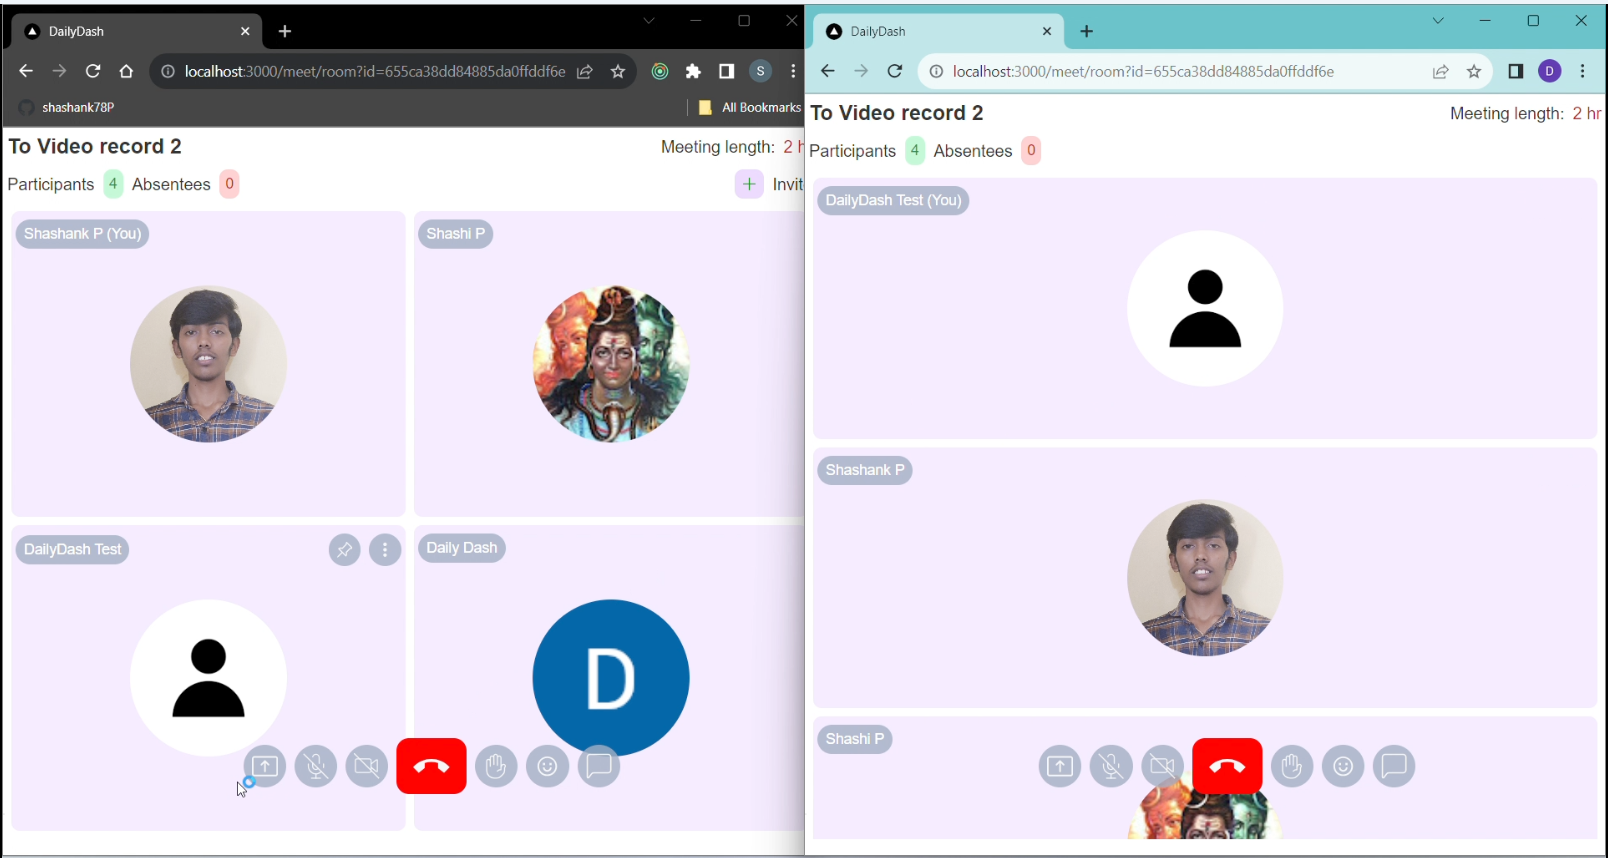 DailyDash
localhost:3000/meet/room?id=655ca38dd84885da0ffddf6e
S
shashank78P
All Bookmarks
To Video record 2
Meeting length: 2 h
Participants 4 Absentees 0
+ Invit
Shashank P (You)
Shashi P
DailyDash Test
Daily Dash
D
DailyDash
localhost:3000/meet/room?id=655ca38dd84885da0ffddf6e
D
To Video record 2
Meeting length: 2 hr
Participants 4 Absentees 0
DailyDash Test (You)
Shashank P
Shashi P